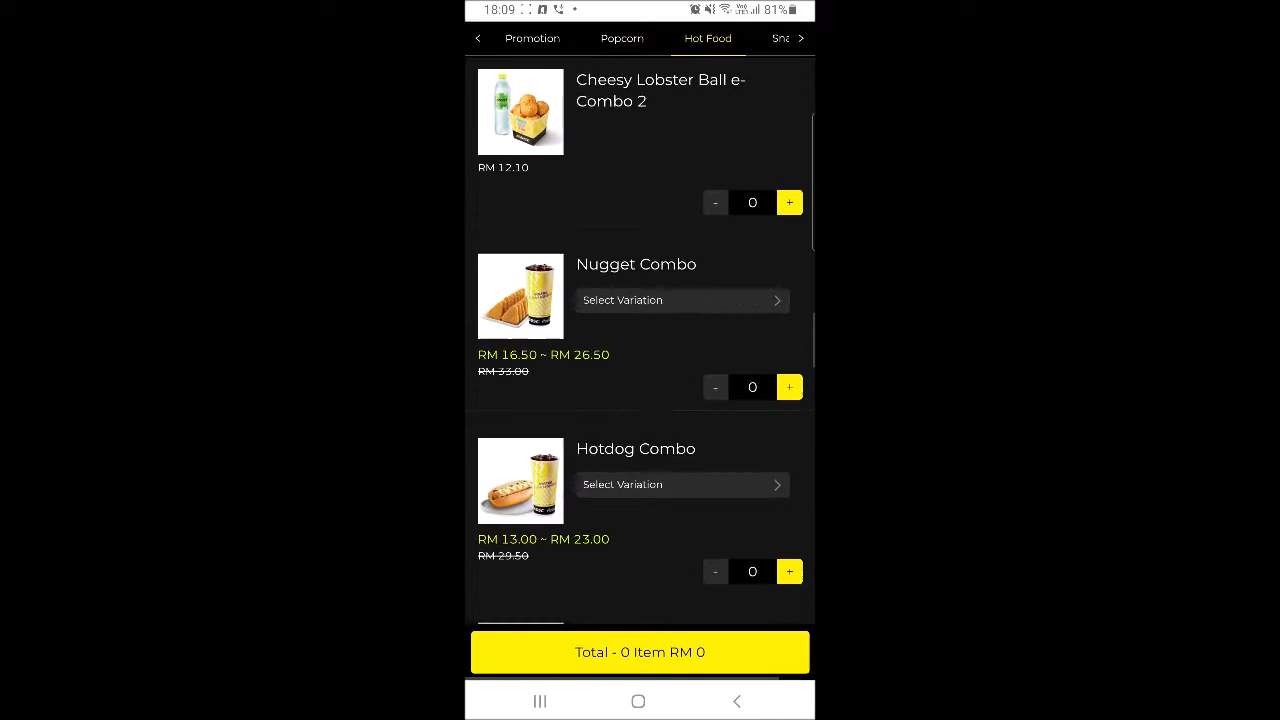 18:09 81%
Promotion Popcorn Hot Food Sna
Cheesy Lobster Ball e-
Combo 2
RM 12.10
- 0 +
Nugget Combo
Select Variation
RM 16.50 ~ RM 26.50
RM 33.00
- 0 +
Hotdog Combo
Select Variation
RM 13.00 ~ RM 23.00
RM 29.50
- 0 +
Total - 0 Item RM 0